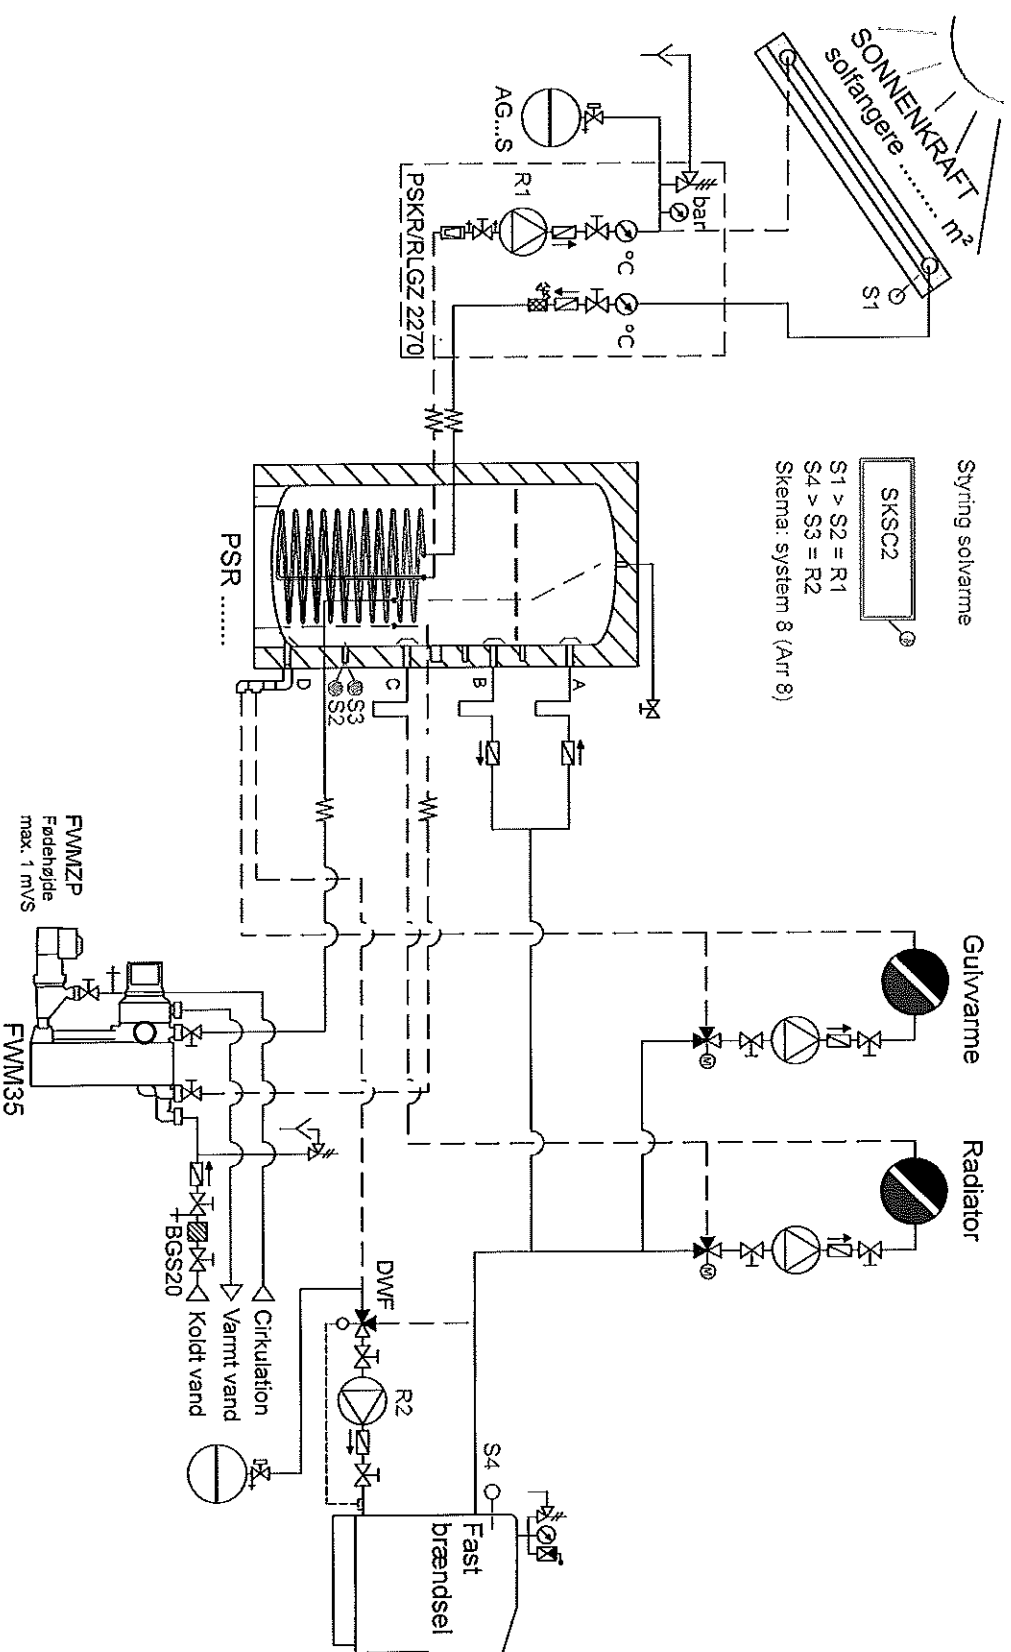 SONNENKRAFT
solfangere ......... m²
S1
Styring solvarme
SKSC2
S1 > S2 = R1
S4 > S3 = R2
Skema: system 8 (Arr 8)
AG...S
bar
R1
°C
°C
PSKR/RLGZ 2270
PSR .......
A
B
C
D
S3
S2
Gulvvarme
Radiator
M
M
FWMZP
Fødehøjde
max. 1 mVS
FWM35
BGS20
Cirkulation
Varmt vand
Koldt vand
DWF
R2
S4
Fast
brændsel